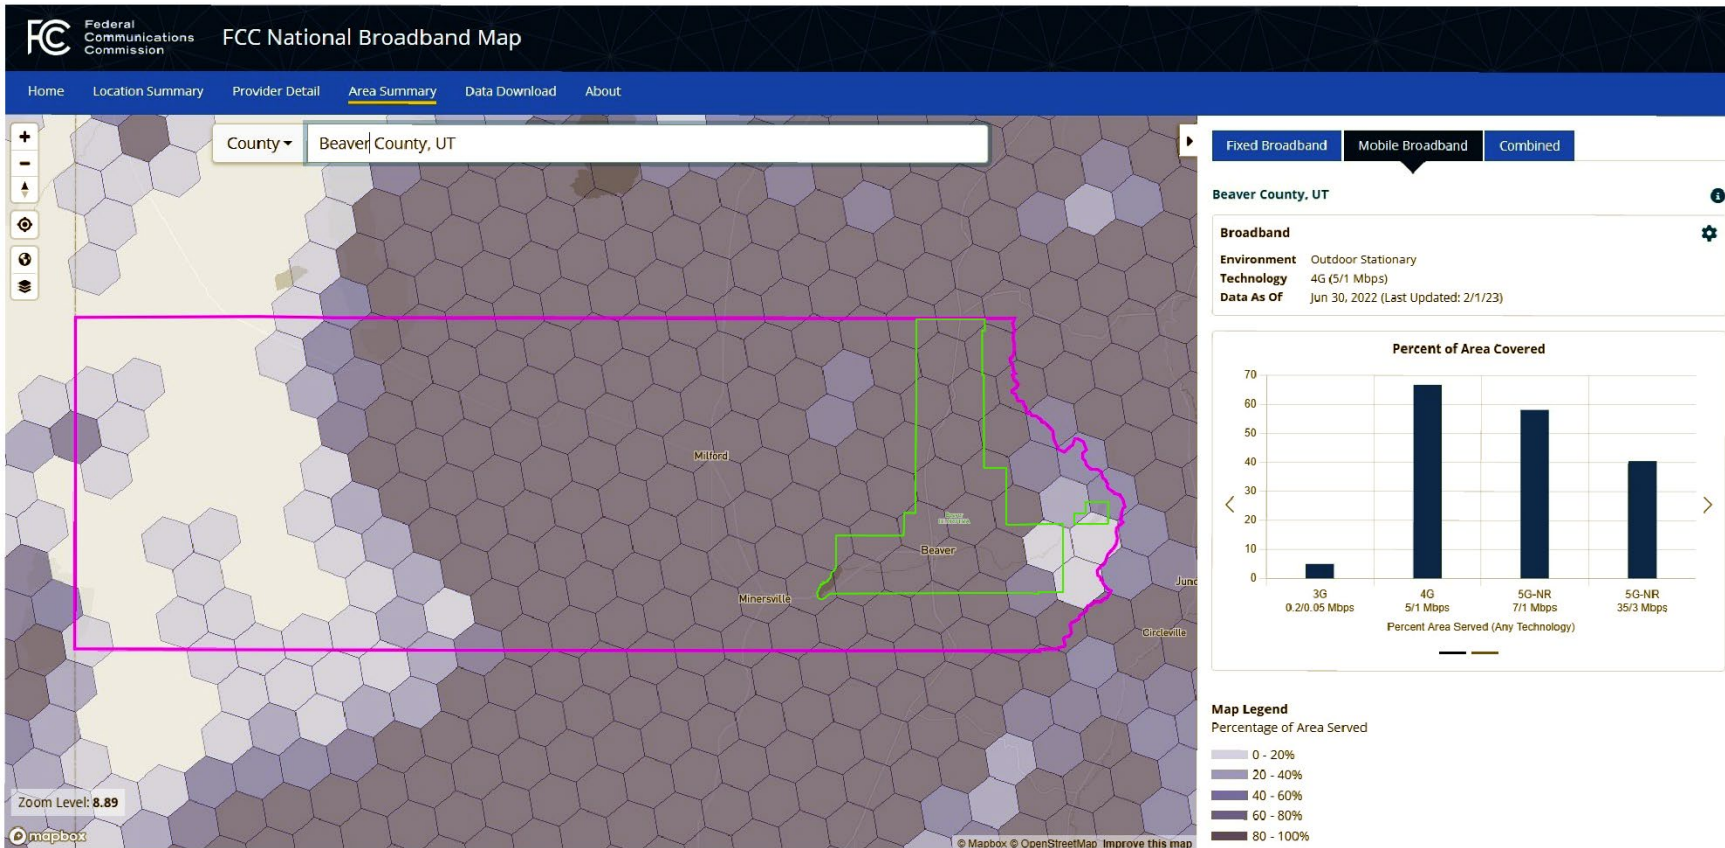 FCC
Federal
Communications
Commission
FCC National Broadband Map
Home Location Summary Provider Detail Area Summary Data Download About
County Beaver County, UT
Fixed Broadband Mobile Broadband Combined
Beaver County, UT
Broadband
Environment Outdoor Stationary
Technology 4G (5/1 Mbps)
Data As Of Jun 30, 2022 (Last Updated: 2/1/23)
Percent of Area Covered
70
60
50
40
30
20
10
0
3G 4G 5G-NR 5G-NR
0.2/0.05 Mbps 5/1 Mbps 7/1 Mbps 35/3 Mbps
Percent Area Served (Any Technology)
Map Legend
Percentage of Area Served
0 - 20%
20 - 40%
40 - 60%
60 - 80%
80 - 100%
Milford
Beaver
Minersville
Junc
Circleville
Zoom Level: 8.89
mapbox
© Mapbox © OpenStreetMap Improve this map